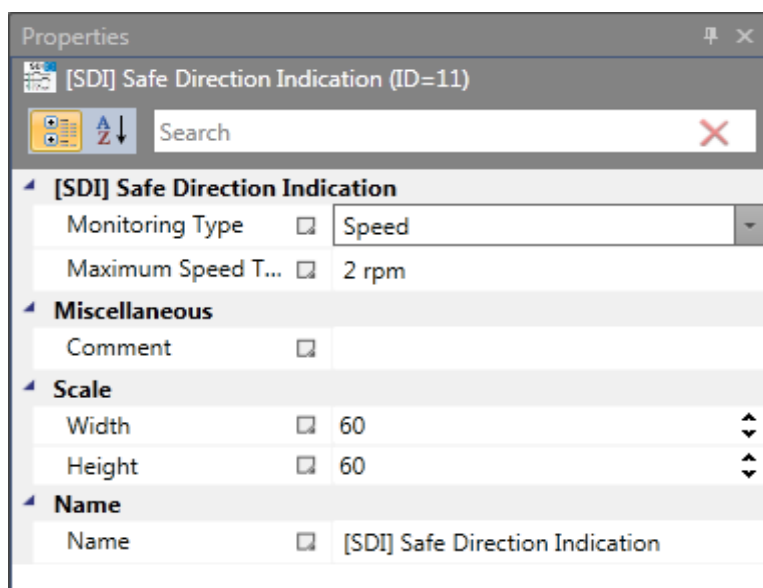 Properties
[SDI] Safe Direction Indication (ID=11)
A Z Search
[SDI] Safe Direction Indication
Monitoring Type Speed
Maximum Speed T... 2 rpm
Miscellaneous
Comment
Scale
Width 60
Height 60
Name
Name [SDI] Safe Direction Indication